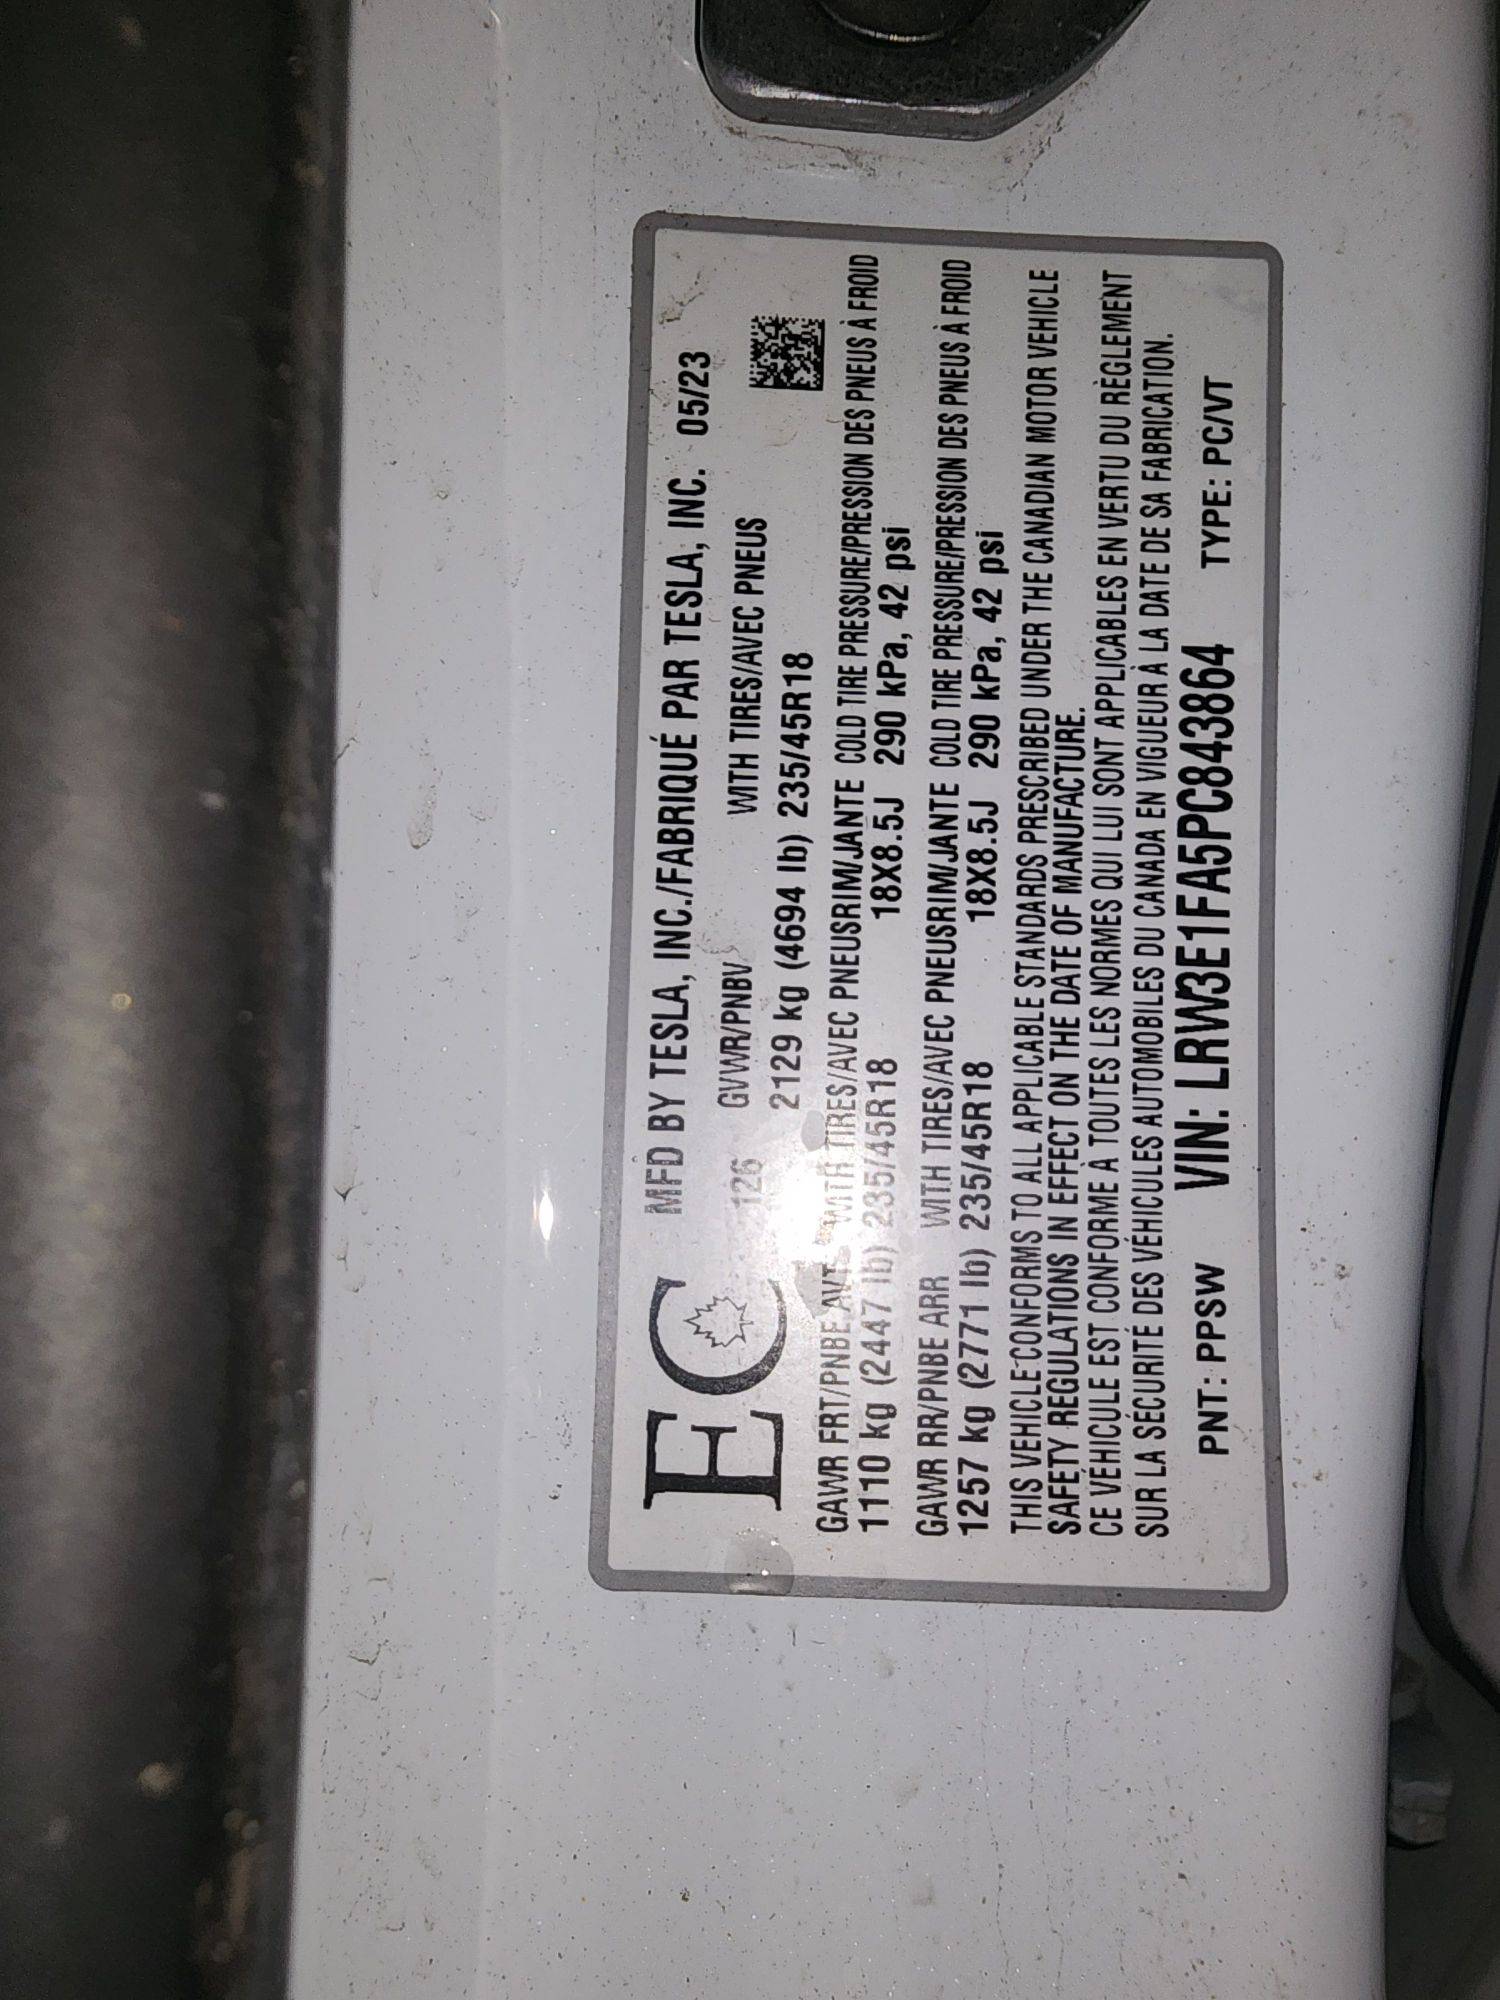 EC MFD BY TESLA, INC./FABRIQUÉ PAR TESLA, INC. 05/23
126 GVWR/PNBV WITH TIRES/AVEC PNEUS
2129 kg (4694 lb) 235/45R18
GAWR FRT/PNBE AVT WITH TIRES/AVEC PNEUSRIM/JANTE COLD TIRE PRESSURE/PRESSION DES PNEUS À FROID
1110 kg (2447 lb) 235/45R18 18X8.5J 290 kPa, 42 psi
GAWR RR/PNBE ARR WITH TIRES/AVEC PNEUSRIM/JANTE COLD TIRE PRESSURE/PRESSION DES PNEUS À FROID
1257 kg (2771 lb) 235/45R18 18X8.5J 290 kPa, 42 psi
THIS VEHICLE CONFORMS TO ALL APPLICABLE STANDARDS PRESCRIBED UNDER THE CANADIAN MOTOR VEHICLE
SAFETY REGULATIONS IN EFFECT ON THE DATE OF MANUFACTURE.
CE VÉHICULE EST CONFORME À TOUTES LES NORMES QUI LUI SONT APPLICABLES EN VERTU DU RÈGLEMENT
SUR LA SÉCURITÉ DES VÉHICULES AUTOMOBILES DU CANADA EN VIGUEUR À LA DATE DE SA FABRICATION.
PNT: PPSW VIN: LRW3E1FA5PC843864 TYPE: PC/VT